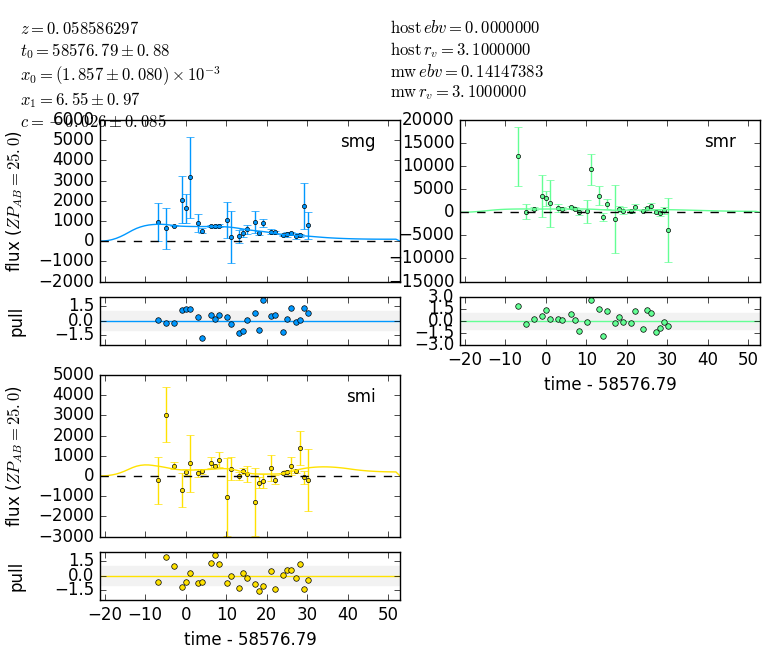 z = 0.058586297
t₀ = 58576.79 ± 0.88
x₀ = (1.857 ± 0.080) × 10⁻³
x₁ = 6.55 ± 0.97
c = −0.026 ± 0.085
host ebv = 0.0000000
host r_v = 3.1000000
mw ebv = 0.14147383
mw r_v = 3.1000000
smg
6000
5000
4000
3000
2000
1000
0
−1000
−2000
flux (ZP_AB = 25.0)
1.5
0.0
−1.5
pull
smr
20000
15000
10000
5000
0
−5000
−10000
−15000
3.0
1.5
0.0
−1.5
−3.0
−20 −10 0 10 20 30 40 50
time - 58576.79
smi
5000
4000
3000
2000
1000
0
−1000
−2000
−3000
flux (ZP_AB = 25.0)
1.5
0.0
−1.5
pull
−20 −10 0 10 20 30 40 50
time - 58576.79